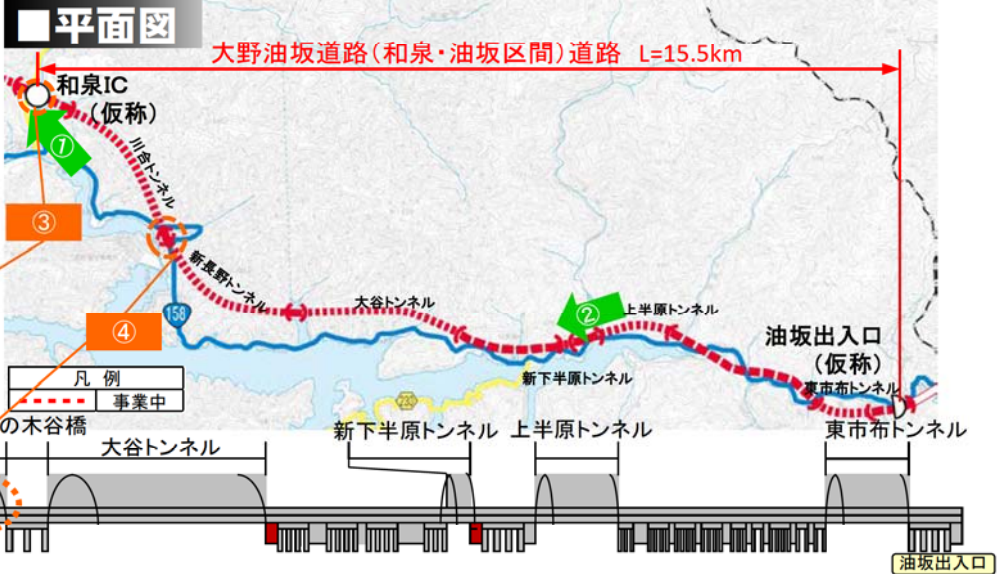 ■平面図
大野油坂道路(和泉・油坂区間)道路 L=15.5km
和泉IC
(仮称)
①
川合トンネル
③
新長野トンネル
158
④
大谷トンネル
②
上半原トンネル
油坂出入口
(仮称)
新下半原トンネル
東市布トンネル
凡 例
事業中
の木谷橋
大谷トンネル
新下半原トンネル
上半原トンネル
東市布トンネル
油坂出入口